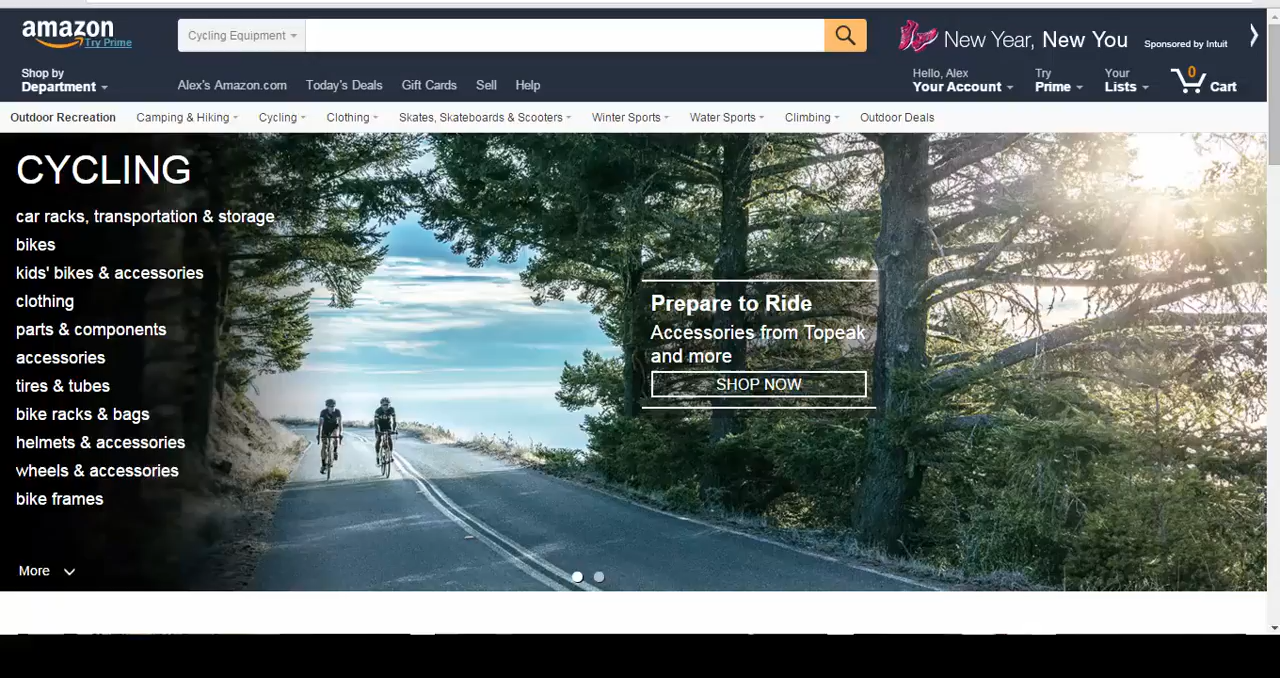 amazon
Try Prime
Cycling Equipment
New Year, New You
Sponsored by Intuit
Shop by
Department
Alex's Amazon.com
Today's Deals
Gift Cards
Sell
Help
Hello, Alex
Your Account
Try
Prime
Your
Lists
0
Cart
Outdoor Recreation
Camping & Hiking
Cycling
Clothing
Skates, Skateboards & Scooters
Winter Sports
Water Sports
Climbing
Outdoor Deals
CYCLING
car racks, transportation & storage
bikes
kids' bikes & accessories
clothing
parts & components
accessories
tires & tubes
bike racks & bags
helmets & accessories
wheels & accessories
bike frames
More
Prepare to Ride
Accessories from Topeak
and more
SHOP NOW